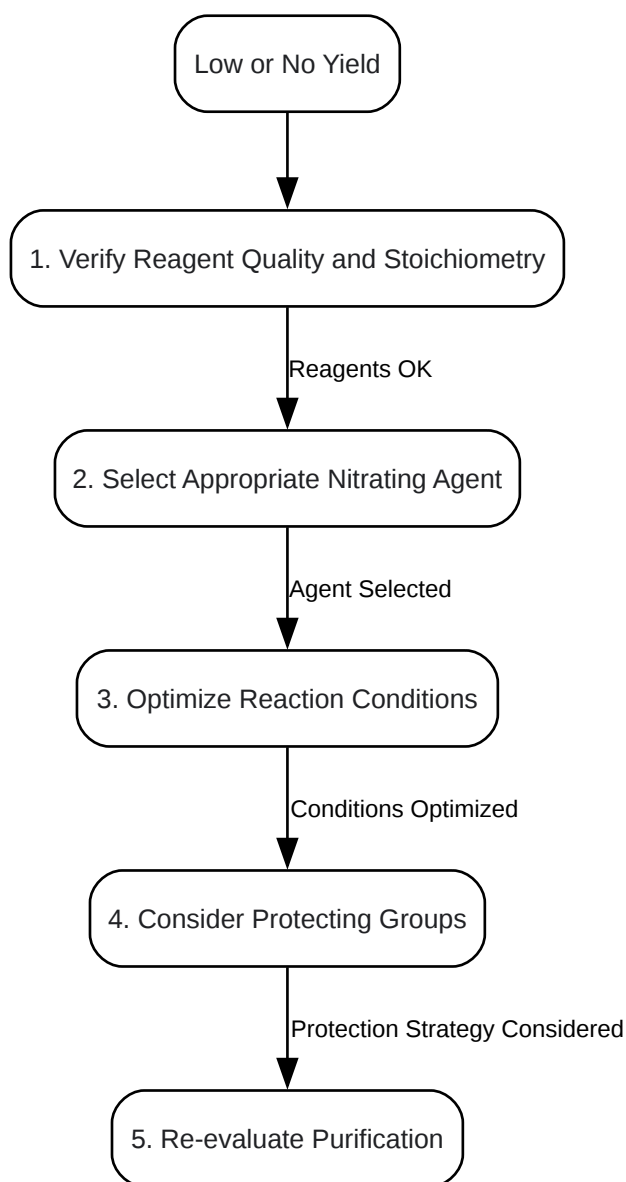 Low or No Yield
1. Verify Reagent Quality and Stoichiometry
Reagents OK
2. Select Appropriate Nitrating Agent
Agent Selected
3. Optimize Reaction Conditions
Conditions Optimized
4. Consider Protecting Groups
Protection Strategy Considered
5. Re-evaluate Purification